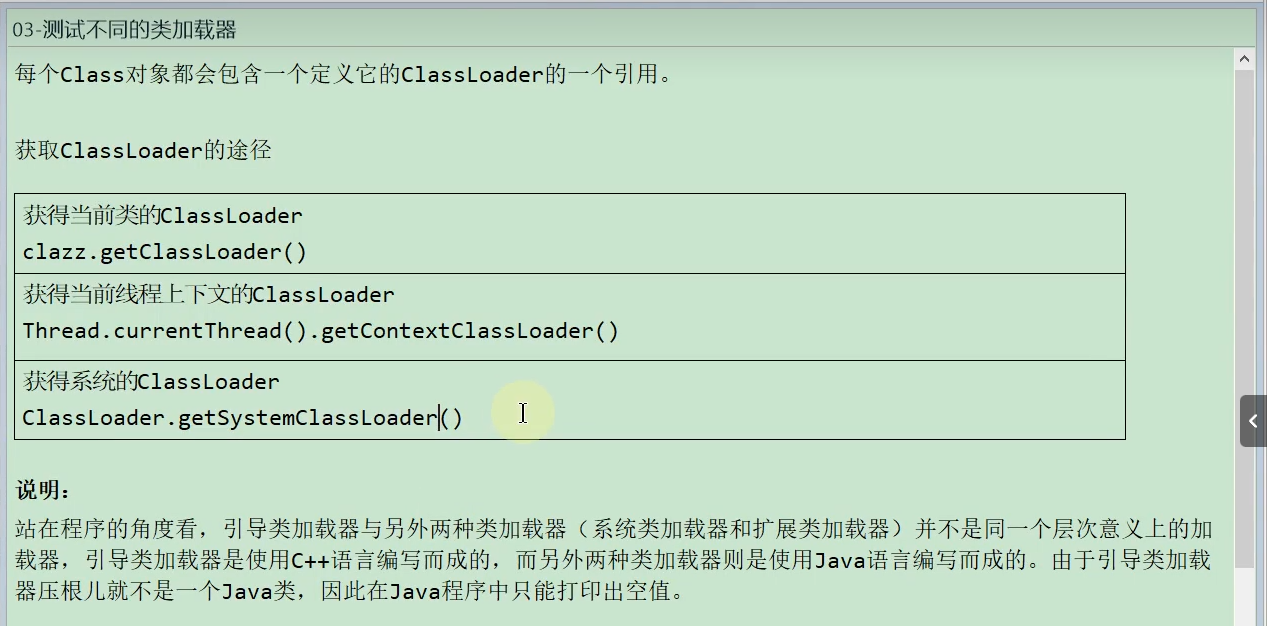 03-测试不同的类加载器
每个Class对象都会包含一个定义它的ClassLoader的一个引用。
获取ClassLoader的途径
获得当前类的ClassLoader
clazz.getClassLoader()
获得当前线程上下文的ClassLoader
Thread.currentThread().getContextClassLoader()
获得系统的ClassLoader
ClassLoader.getSystemClassLoader()
说明：
站在程序的角度看，引导类加载器与另外两种类加载器（系统类加载器和扩展类加载器）并不是同一个层次意义上的加
载器，引导类加载器是使用C++语言编写而成的，而另外两种类加载器则是使用Java语言编写而成的。由于引导类加载
器压根儿就不是一个Java类，因此在Java程序中只能打印出空值。